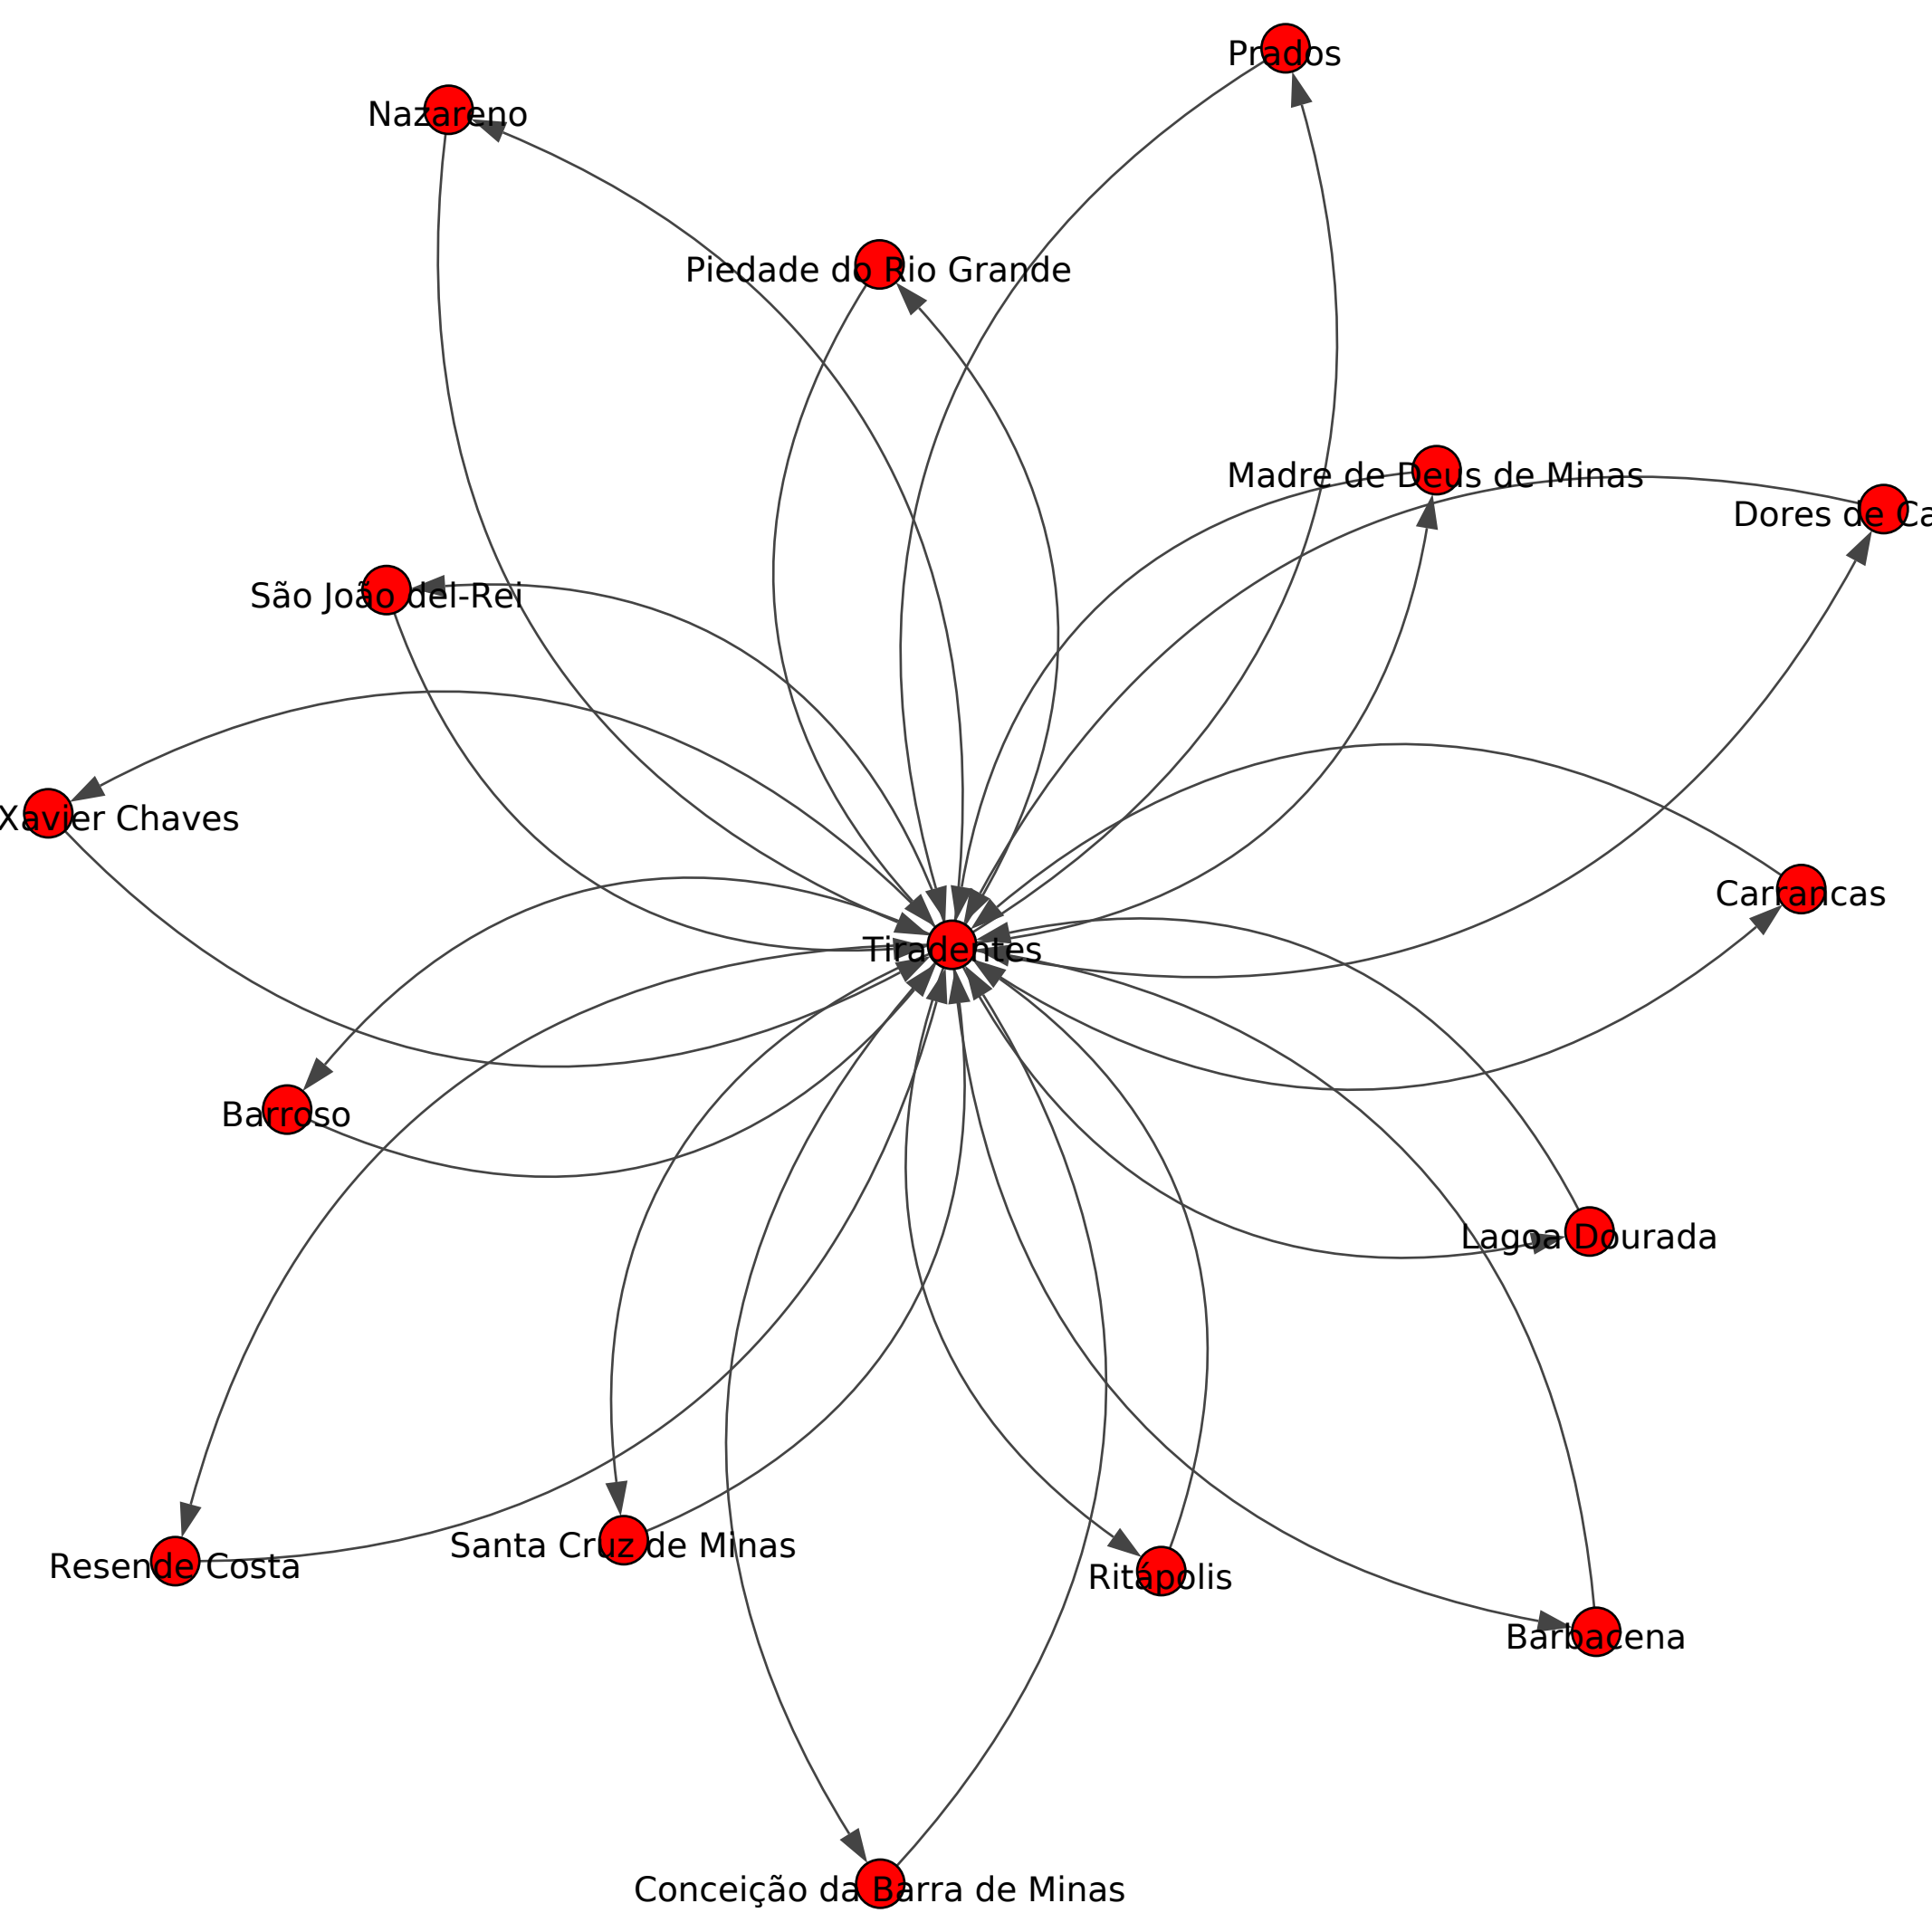 Prados
Nazareno
Piedade do Rio Grande
Madre de Deus de Minas
Dores de Ca
São João del-Rei
Xavier Chaves
Carrancas
Tiradentes
Barroso
Lagoa Dourada
Santa Cruz de Minas
Resende Costa
Ritápolis
Barbacena
Conceição da Barra de Minas